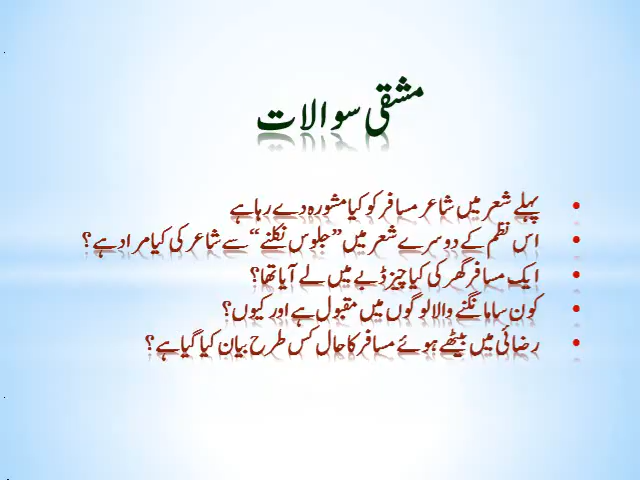 مشقی سوالات
پہلے شعر میں شاعر مسافر کو کیا مشورہ دے رہا ہے
اس نظم کے دوسرے شعر میں ”جلوس نکلنے“ سے شاعر کی کیا مراد ہے؟
ایک مسافر گھر کی کیا چیز ڈبے میں لے آیا تھا؟
کون سا مانگنے والا لوگوں میں مقبول ہے اور کیوں؟
رضائی میں بیٹھے ہوئے مسافر کا حال کس طرح بیان کیا گیا ہے؟